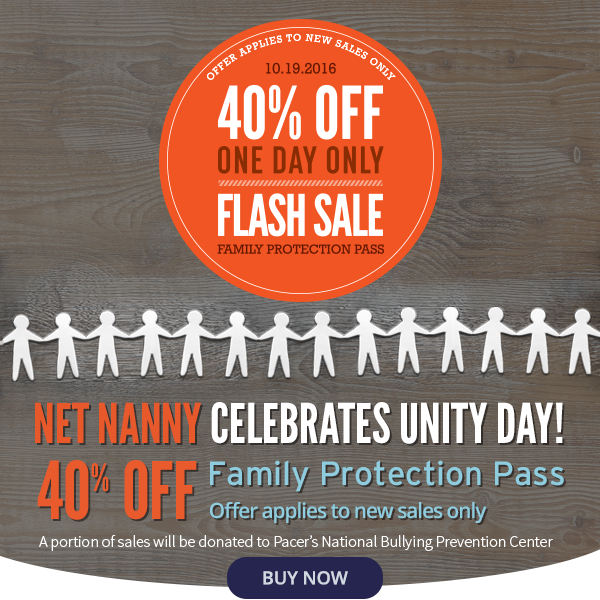 OFFER APPLIES TO NEW SALES ONLY
10.19.2016
40% OFF
ONE DAY ONLY
FLASH SALE
FAMILY PROTECTION PASS
NET NANNY CELEBRATES UNITY DAY!
40% OFF Family Protection Pass
Offer applies to new sales only
A portion of sales will be donated to Pacer's National Bullying Prevention Center
BUY NOW